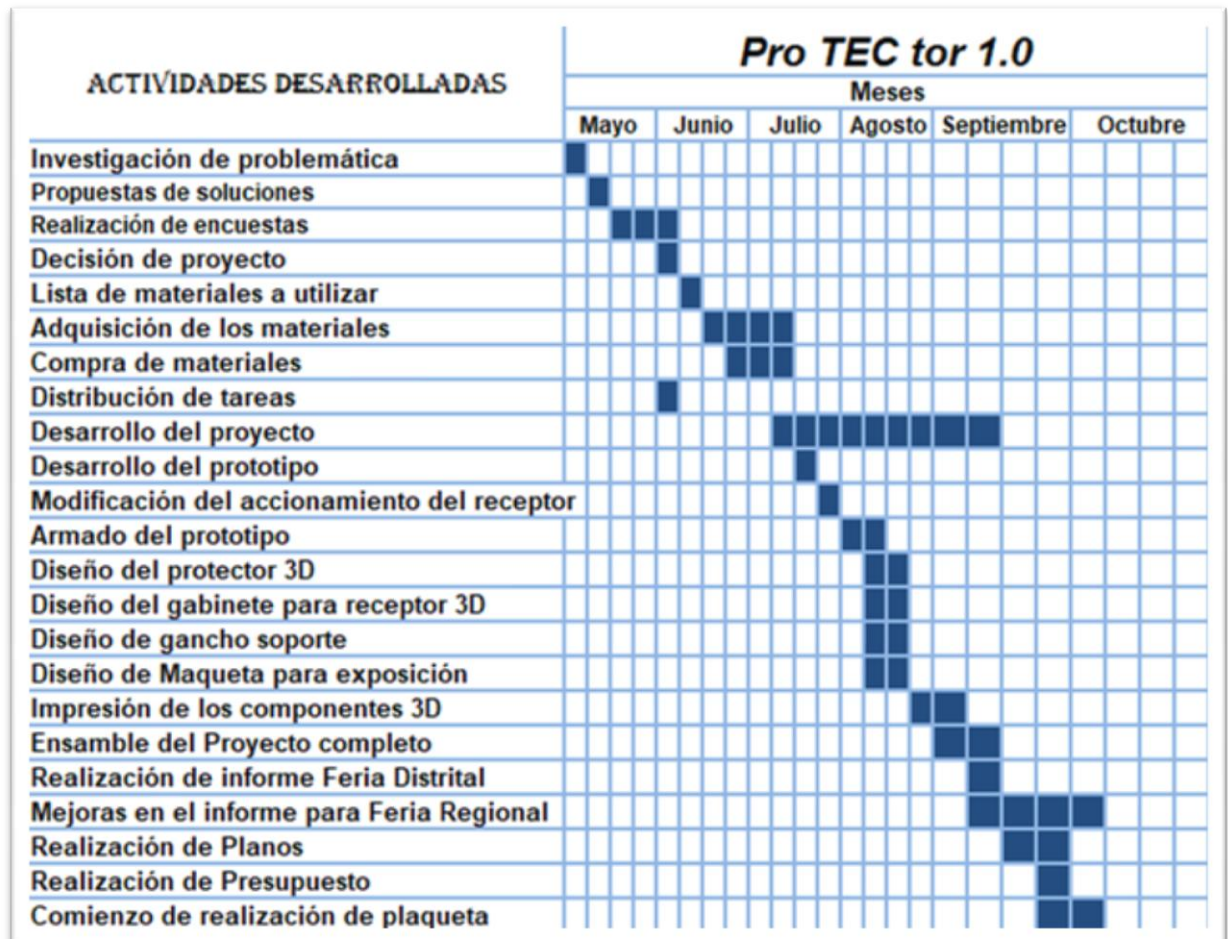 Pro TEC tor 1.0
ACTIVIDADES DESARROLLADAS
Meses
Mayo Junio Julio Agosto Septiembre Octubre
Investigación de problemática
Propuestas de soluciones
Realización de encuestas
Decisión de proyecto
Lista de materiales a utilizar
Adquisición de los materiales
Compra de materiales
Distribución de tareas
Desarrollo del proyecto
Desarrollo del prototipo
Modificación del accionamiento del receptor
Armado del prototipo
Diseño del protector 3D
Diseño del gabinete para receptor 3D
Diseño de gancho soporte
Diseño de Maqueta para exposición
Impresión de los componentes 3D
Ensamble del Proyecto completo
Realización de informe Feria Distrital
Mejoras en el informe para Feria Regional
Realización de Planos
Realización de Presupuesto
Comienzo de realización de plaqueta